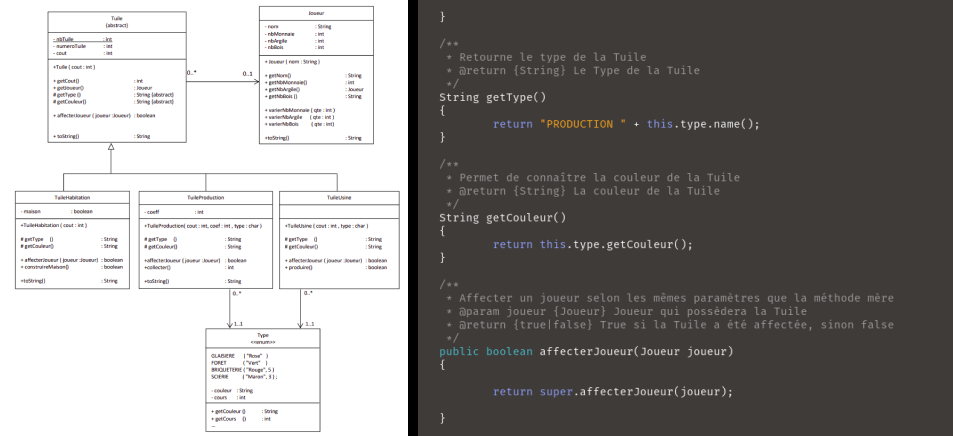 Tuile
(abstract)
- nbTuile : int
- numeroTuile : int
- cout : int
+Tuile ( cout : int )
+ getCout() : int
+ getJoueur() : Joueur
# getType () : String (abstract)
# getCouleur() : String (abstract)
+ affecterJoueur ( joueur :Joueur) : boolean
+ toString() : String
0..*
0..1
Joueur
- nom : String
- nbMonnaie : int
- nbArgile : int
- nbBois : int
+ Joueur ( nom : String )
+ getNom() : String
+ getNbMonnaie() : int
+ getNbArgile() : Joueur
+ getNbBois () : String
+ varierNbMonnaie ( qte : int )
+ varierNbArgile ( qte : int )
+ varierNbBois ( qte : int)
+toString() : String
TuileHabitation
- maison : boolean
+TuileHabitation ( cout : int )
# getType () : String
# getCouleur() : String
+ affecterJoueur ( joueur :Joueur) : boolean
+ construireMaison() : boolean
+toString() : String
TuileProduction
- coeff : int
+TuileProduction( cout : int, coef : int , type : char )
# getType () : String
# getCouleur() : String
+ affecterJoueur ( joueur :Joueur) : boolean
+collecter() : int
+toString() : String
TuileUsine
+TuileUsine ( cout : int , type : char )
# getType () : String
# getCouleur() : String
+ affecterJoueur ( joueur :Joueur) : boolean
+ produire() : boolean
0..*
0..*
1..1
1..1
Type
<<enum>>
GLAISIERE ( "Rose" )
FORET ( "Vert" )
BRIQUETERIE ( "Rouge", 5 )
SCIERIE ( "Maron", 3 ) ;
- couleur : String
- cours : int
+ getCouleur () : String
+ getCours () : int
...
}
/**
* Retourne le type de la Tuile
* @return {String} Le Type de la Tuile
*/
String getType()
{
return "PRODUCTION " + this.type.name();
}
/**
* Permet de connaître la couleur de la Tuile
* @return {String} La couleur de la Tuile
*/
String getCouleur()
{
return this.type.getCouleur();
}
/**
* Affecter un joueur selon les mêmes paramètres que la méthode mère
* @param joueur {Joueur} Joueur qui possèdera la Tuile
* @return {true|false} True si la Tuile a été affectée, sinon false
*/
public boolean affecterJoueur(Joueur joueur)
{
return super.affecterJoueur(joueur);
}